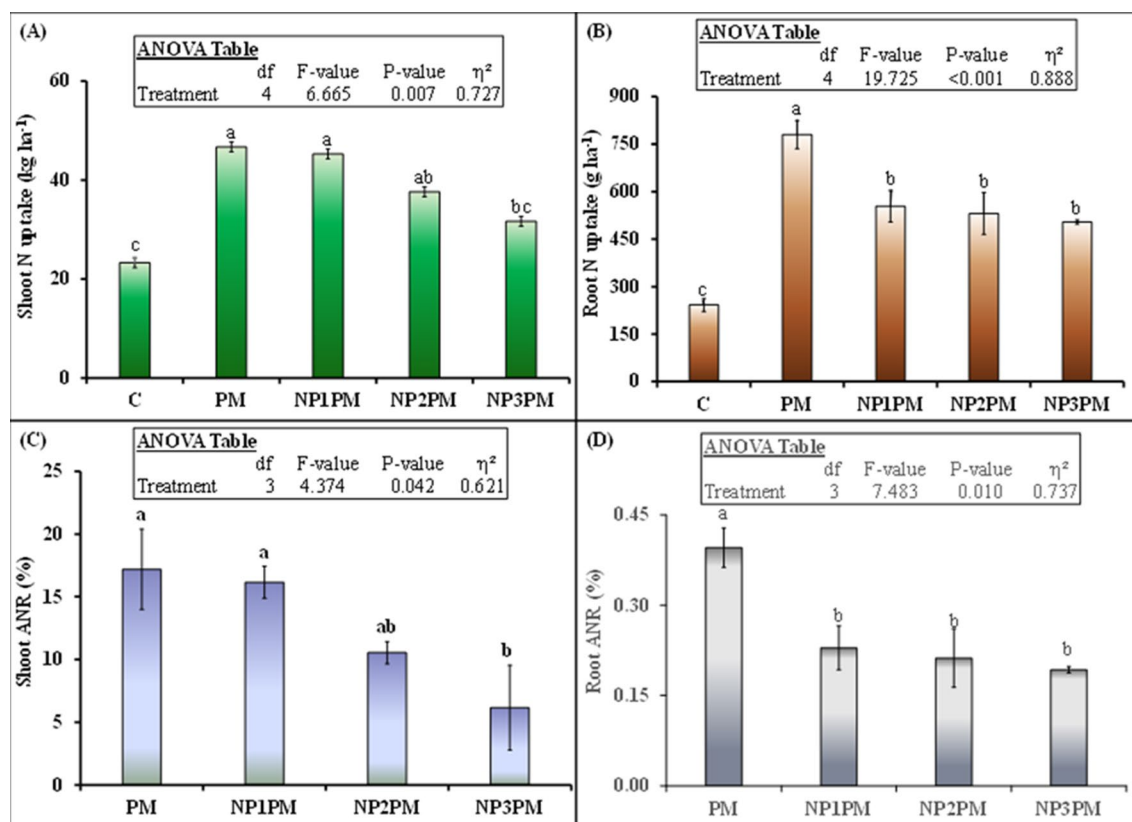 (A)
ANOVA Table
df F-value P-value η²
Treatment 4 6.665 0.007 0.727
Shoot N uptake (kg ha⁻¹)
60
40
20
0
c
a
a
ab
bc
C PM NP1PM NP2PM NP3PM
(B)
ANOVA Table
df F-value P-value η²
Treatment 4 19.725 <0.001 0.888
Root N uptake (g ha⁻¹)
900
750
600
450
300
150
0
c
a
b
b
b
C PM NP1PM NP2PM NP3PM
(C)
ANOVA Table
df F-value P-value η²
Treatment 3 4.374 0.042 0.621
Shoot ANR (%)
25
20
15
10
5
0
a
a
ab
b
PM NP1PM NP2PM NP3PM
(D)
ANOVA Table
df F-value P-value η²
Treatment 3 7.483 0.010 0.737
Root ANR (%)
0.45
0.30
0.15
0.00
a
b
b
b
PM NP1PM NP2PM NP3PM